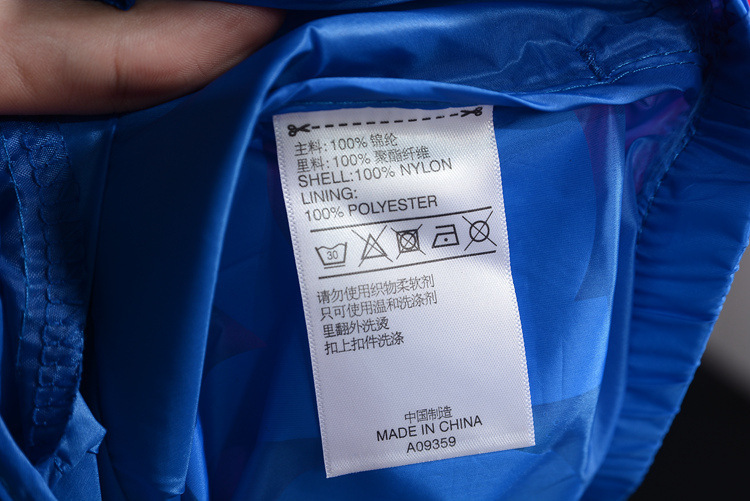 主料:100% 锦纶
里料:100% 聚酯纤维
SHELL:100% NYLON
LINING:
100% POLYESTER
30
请勿使用织物柔软剂
只可使用温和洗涤剂
里翻外洗烫
扣上扣件洗涤
中国制造
MADE IN CHINA
A09359